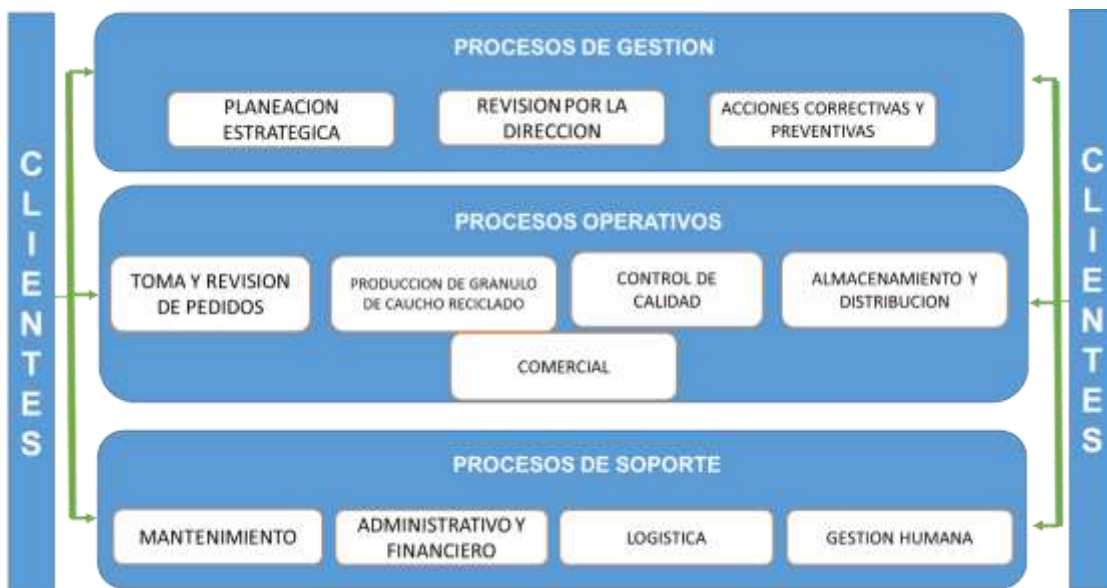 CLIENTES
PROCESOS DE GESTION
PLANEACION
ESTRATEGICA
REVISION POR LA
DIRECCION
ACCIONES CORRECTIVAS Y
PREVENTIVAS
PROCESOS OPERATIVOS
TOMA Y REVISION
DE PEDIDOS
PRODUCCION DE GRANULO
DE CAUCHO RECICLADO
CONTROL DE
CALIDAD
ALMACENAMIENTO Y
DISTRIBUCION
COMERCIAL
PROCESOS DE SOPORTE
MANTENIMIENTO
ADMINISTRATIVO Y
FINANCIERO
LOGISTICA
GESTION HUMANA
CLIENTES